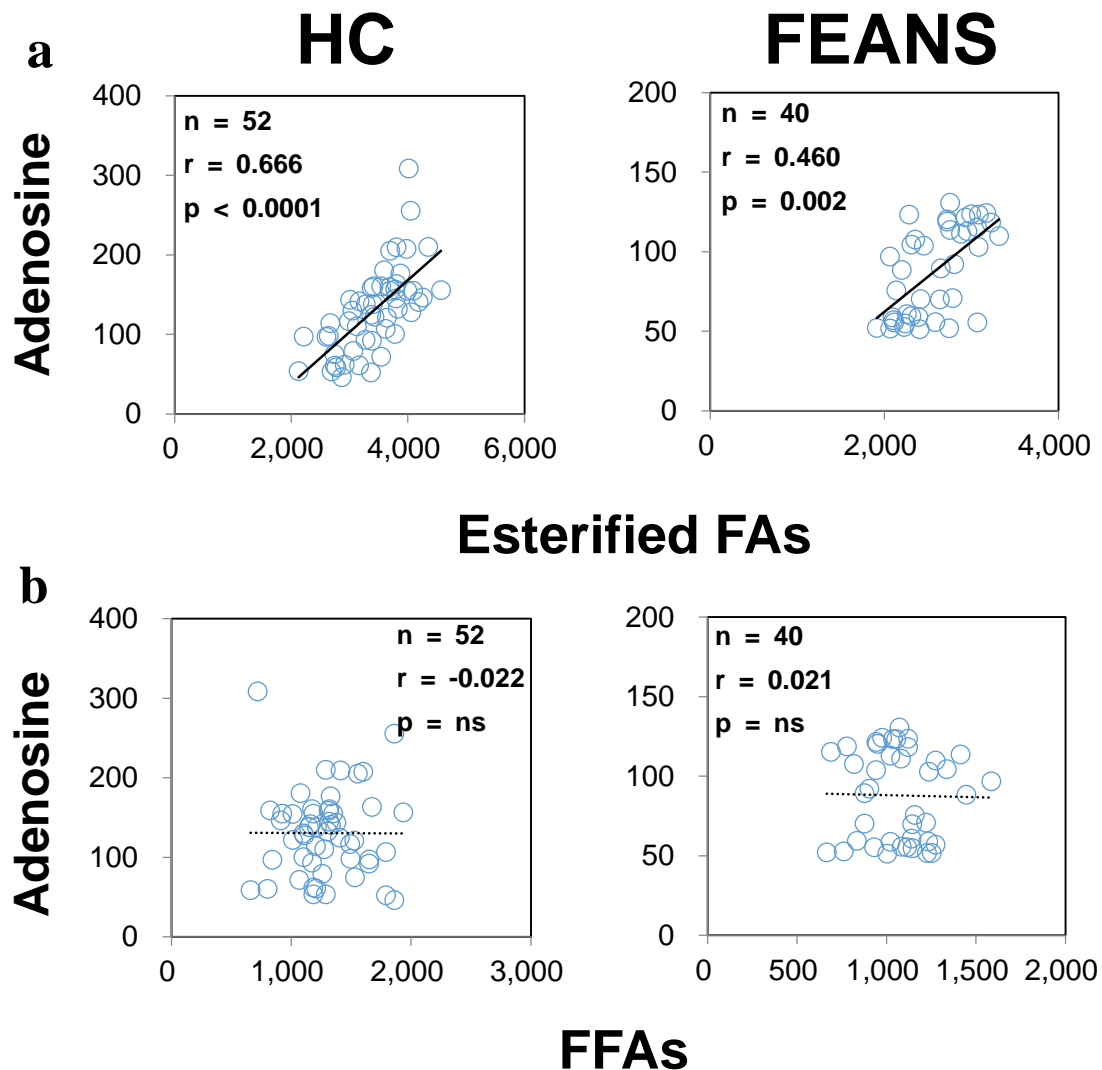 a
HC
FEANS
Adenosine
400
300
200
100
0
n = 52
r = 0.666
p < 0.0001
0 2,000 4,000 6,000
200
150
100
50
0
n = 40
r = 0.460
p = 0.002
0 2,000 4,000
Esterified FAs
b
Adenosine
400
300
200
100
0
n = 52
r = -0.022
p = ns
0 1,000 2,000 3,000
200
150
100
50
0
n = 40
r = 0.021
p = ns
0 500 1,000 1,500 2,000
FFAs